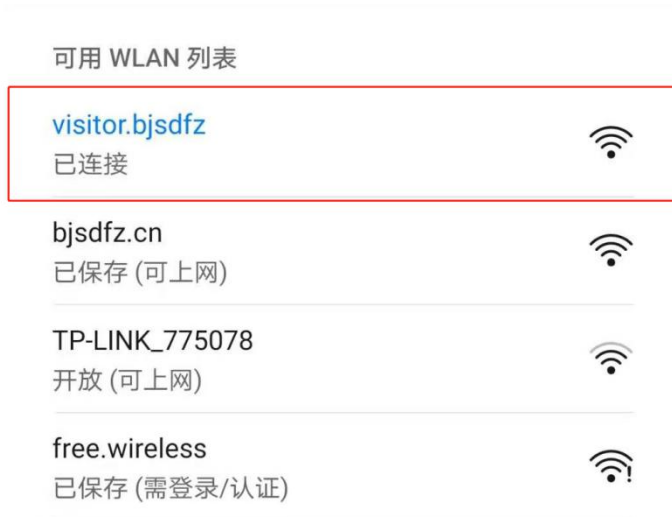 可用 WLAN 列表
visitor.bjsdfz
已连接
bjsdfz.cn
已保存 (可上网)
TP-LINK_775078
开放 (可上网)
free.wireless
已保存 (需登录/认证)